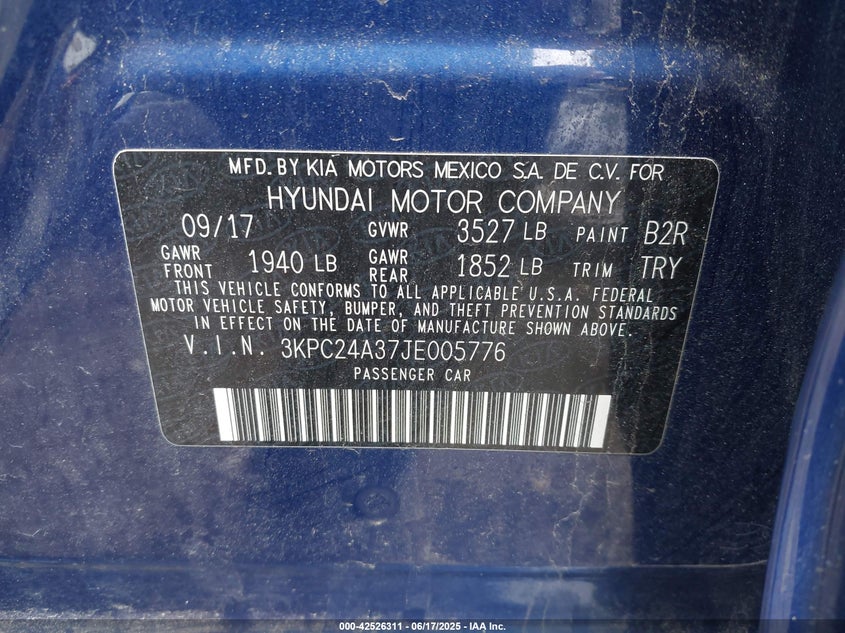 MFD. BY KIA MOTORS MEXICO S.A. DE C.V. FOR
HYUNDAI MOTOR COMPANY
09/17 GVWR 3527 LB PAINT B2R
GAWR FRONT 1940 LB GAWR REAR 1852 LB TRIM TRY
THIS VEHICLE CONFORMS TO ALL APPLICABLE U.S.A. FEDERAL
MOTOR VEHICLE SAFETY, BUMPER, AND THEFT PREVENTION STANDARDS
IN EFFECT ON THE DATE OF MANUFACTURE SHOWN ABOVE.
V.I.N. 3KPC24A37JE005776
PASSENGER CAR
000-42526311 - 06/17/2025 - IAA Inc.